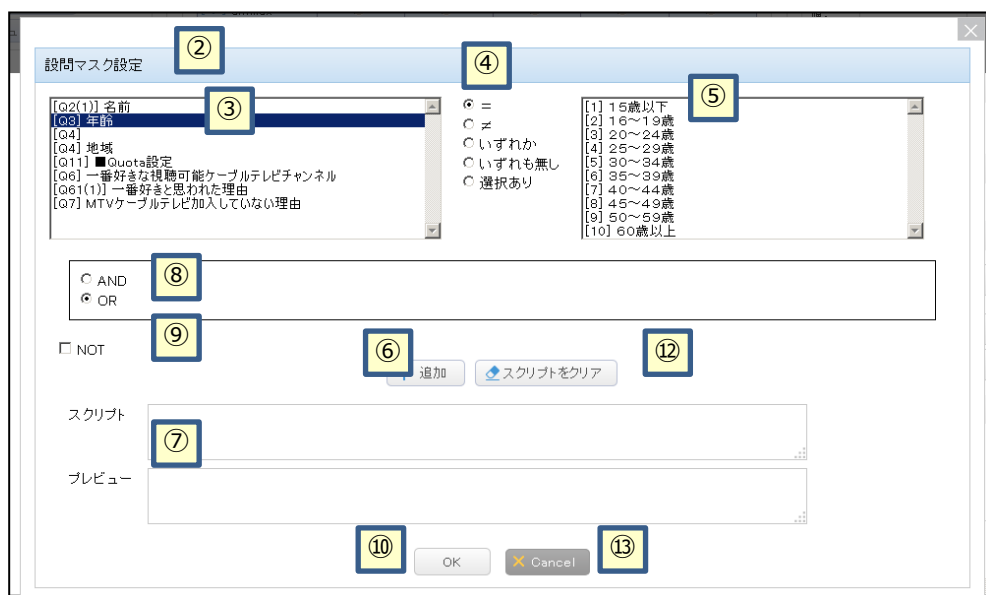 ②
設問マスク設定
④
③
⑤
[Q2(1)] 名前
[Q3] 年齢
[Q4]
[Q4] 地域
[Q11] ■Quota設定
[Q6] 一番好きな視聴可能ケーブルテレビチャンネル
[Q61(1)] 一番好きと思われた理由
[Q7] MTVケーブルテレビ加入していない理由
=
≠
いずれか
いずれも無し
選択あり
[1] 15歳以下
[2] 16～19歳
[3] 20～24歳
[4] 25～29歳
[5] 30～34歳
[6] 35～39歳
[7] 40～44歳
[8] 45～49歳
[9] 50～59歳
[10] 60歳以上
AND
OR
⑧
NOT
⑨
⑥
追加
スクリプトをクリア
⑫
スクリプト
⑦
プレビュー
⑩
OK
Cancel
⑬